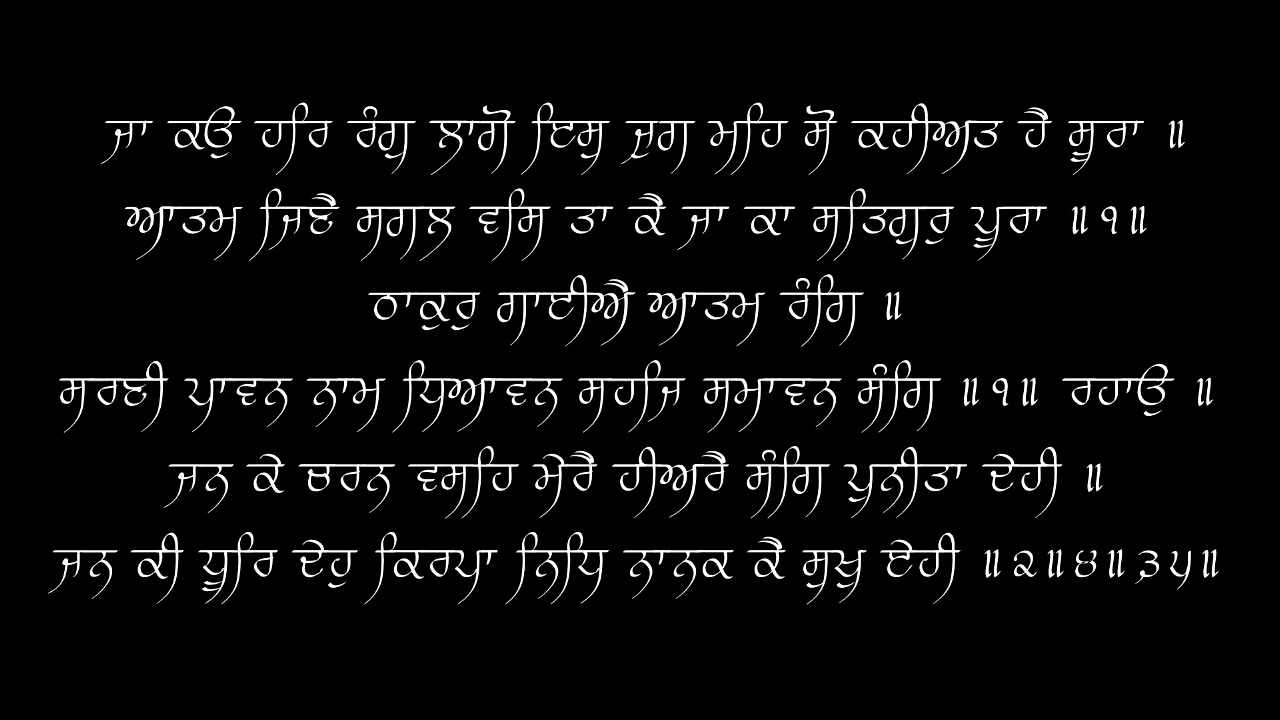 ਜਾ ਕਉ ਹਰਿ ਰੰਗੁ ਲਾਗੋ ਇਸੁ ਜੁਗ ਮਹਿ ਸੋ ਕਹੀਅਤ ਹੈ ਸੂਰਾ ॥
ਆਤਮ ਜਿਣੈ ਸਗਲ ਵਸਿ ਤਾ ਕੈ ਜਾ ਕਾ ਸਤਿਗੁਰੁ ਪੂਰਾ ॥੧॥
ਠਾਕੁਰੁ ਗਾਈਐ ਆਤਮ ਰੰਗਿ ॥
ਸਰਣੀ ਪਾਵਨ ਨਾਮ ਧਿਆਵਨ ਸਹਜਿ ਸਮਾਵਨ ਸੰਗਿ ॥੧॥ ਰਹਾਉ ॥
ਜਨ ਕੇ ਚਰਨ ਵਸਹਿ ਮੇਰੈ ਹੀਅਰੈ ਸੰਗਿ ਪੁਨੀਤਾ ਦੇਹੀ ॥
ਜਨ ਕੀ ਧੂਰਿ ਦੇਹੁ ਕਿਰਪਾ ਨਿਧਿ ਨਾਨਕ ਕੈ ਸੁਖੁ ਏਹੀ ॥੨॥੪॥੩੫॥